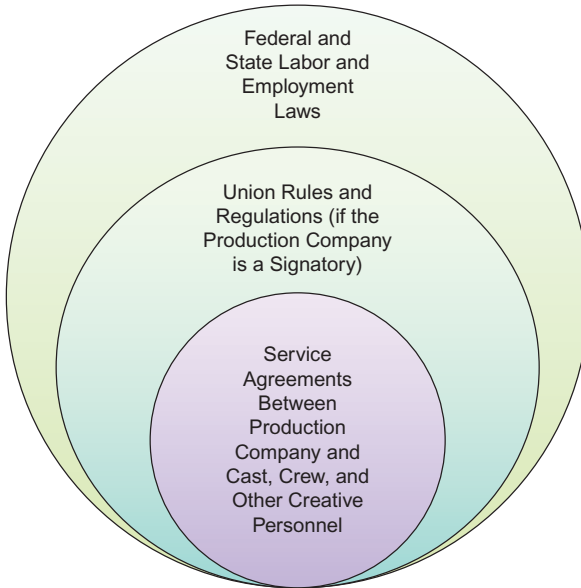 Federal and
State Labor and
Employment
Laws
Union Rules and
Regulations (if the
Production Company
is a Signatory)
Service
Agreements
Between
Production
Company and
Cast, Crew, and
Other Creative
Personnel